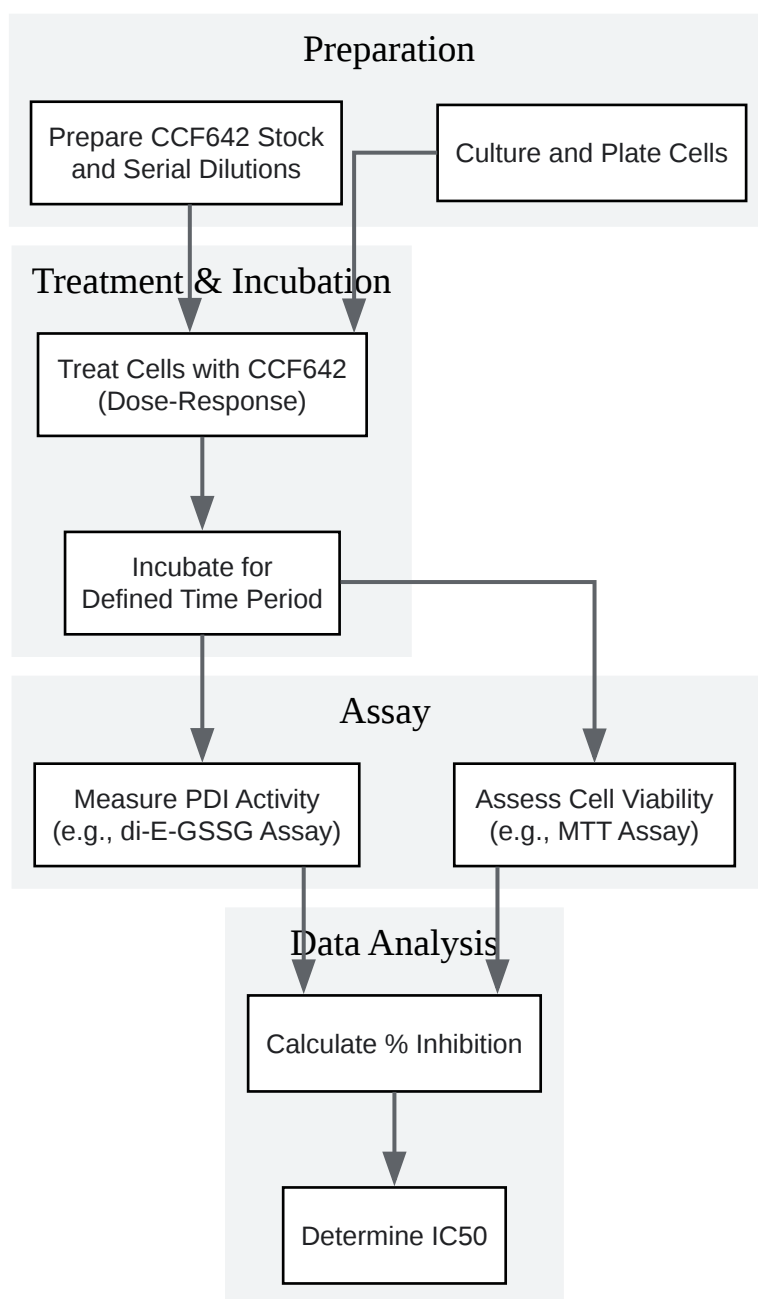 Preparation
Prepare CCF642 Stock
and Serial Dilutions
Culture and Plate Cells
Treatment & Incubation
Treat Cells with CCF642
(Dose-Response)
Incubate for
Defined Time Period
Assay
Measure PDI Activity
(e.g., di-E-GSSG Assay)
Assess Cell Viability
(e.g., MTT Assay)
Data Analysis
Calculate % Inhibition
Determine IC50